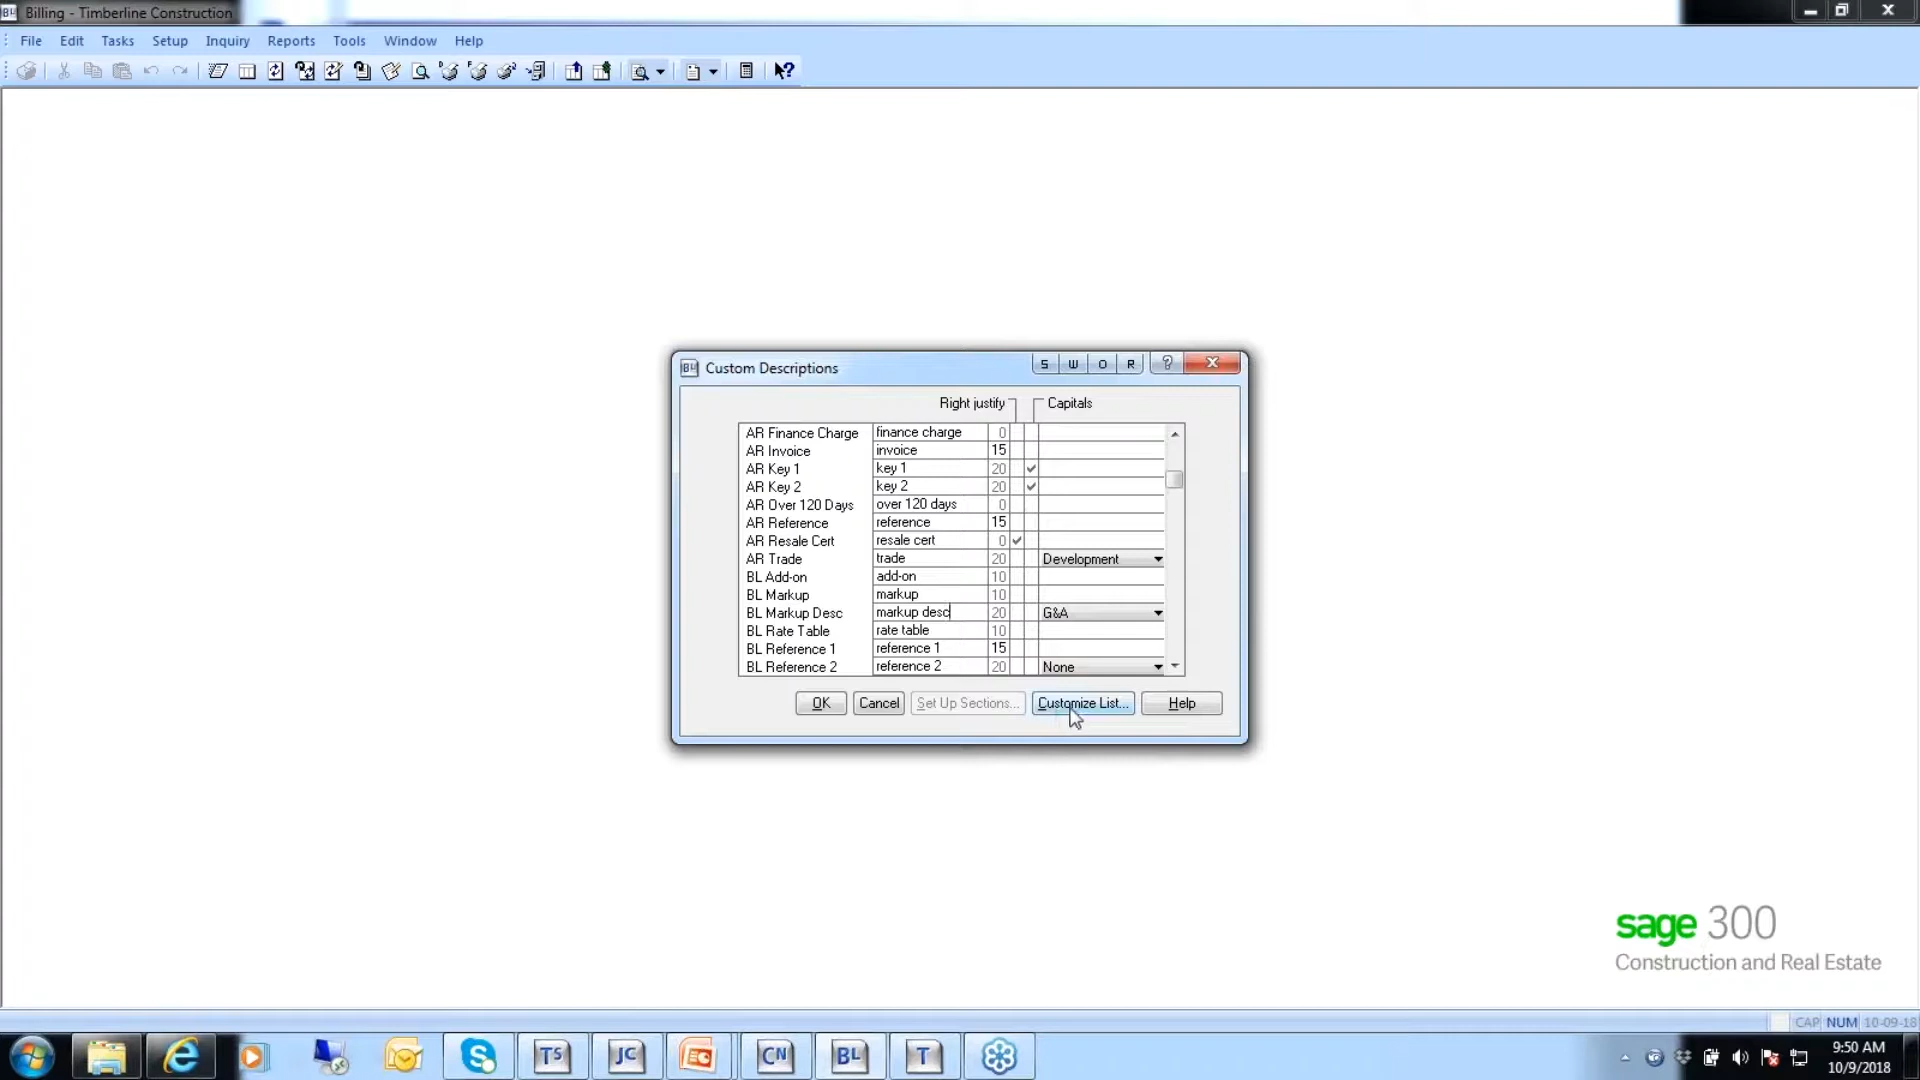 Billing - Timberline Construction
File Edit Tasks Setup Inquiry Reports Tools Window Help
Custom Descriptions S W O R ?
Right justify Capitals
AR Finance Charge finance charge 0
AR Invoice invoice 15
AR Key 1 key 1 20
AR Key 2 key 2 20
AR Over 120 Days over 120 days 0
AR Reference reference 15
AR Resale Cert resale cert 0
AR Trade trade 20 Development
BL Add-on add-on 10
BL Markup markup 10
BL Markup Desc markup desc 20 G&A
BL Rate Table rate table 10
BL Reference 1 reference 1 15
BL Reference 2 reference 2 20 None
OK Cancel Set Up Sections... Customize List... Help
sage 300
Construction and Real Estate
CAP NUM 10-09-18
TS JC CN BL T
9:50 AM
10/9/2018